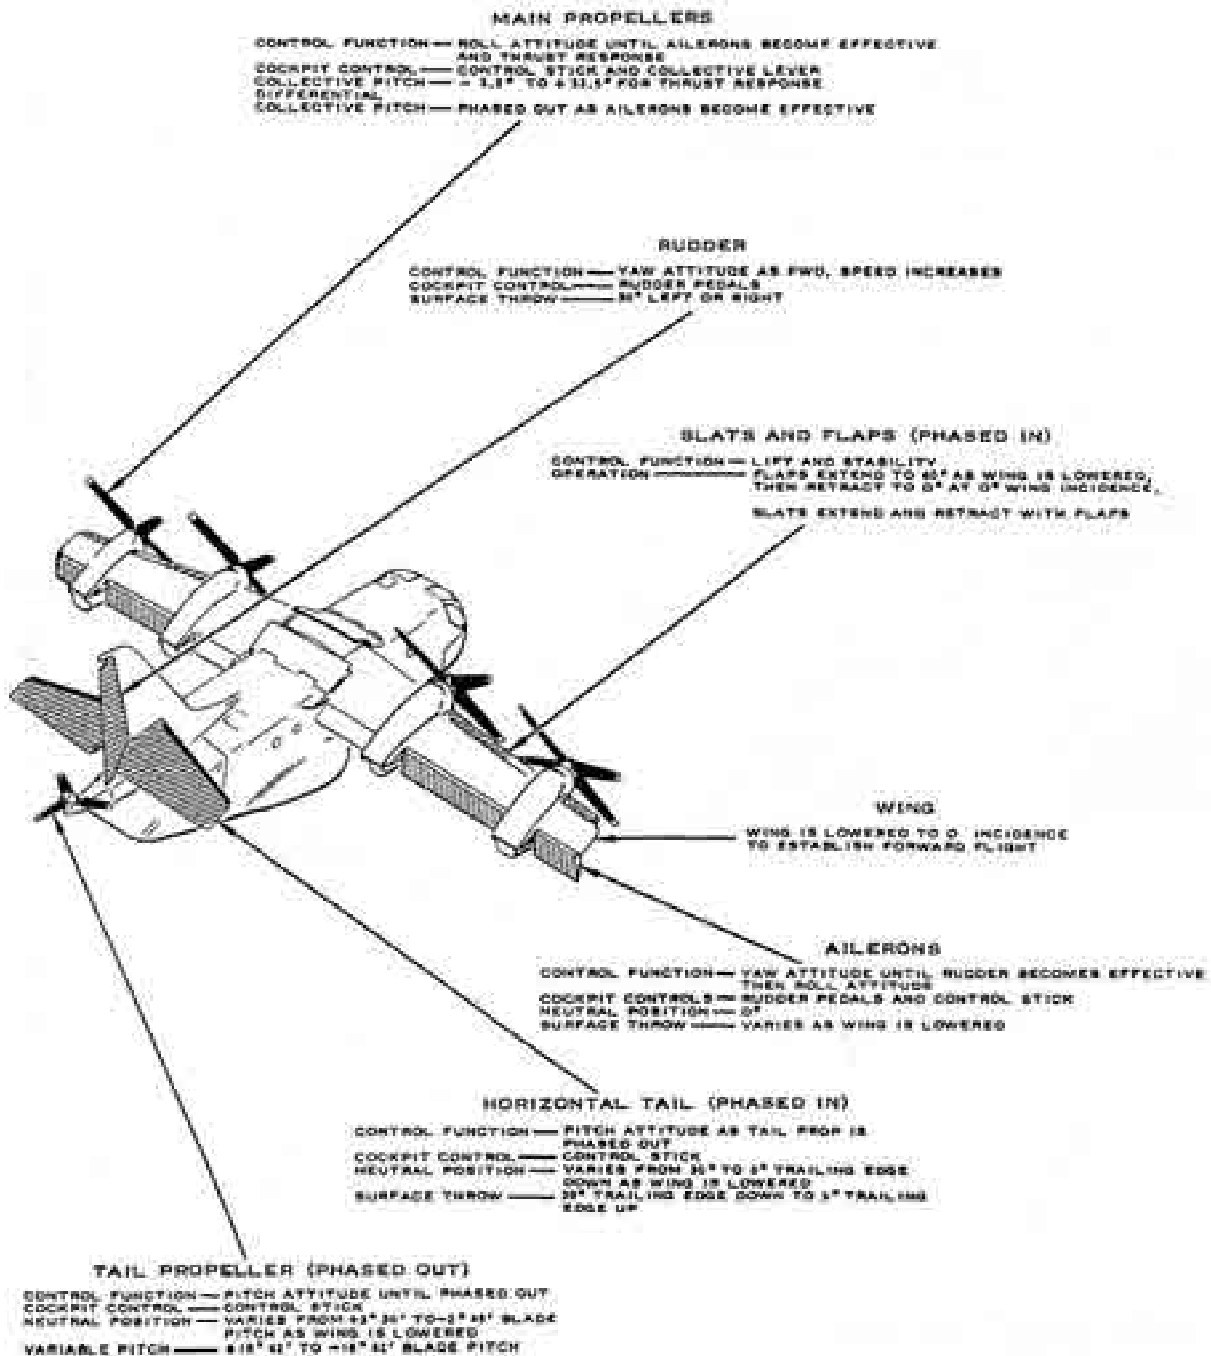 MAIN PROPELLERS
CONTROL FUNCTION — ROLL ATTITUDE UNTIL AILERONS BECOME EFFECTIVE
AND THRUST RESPONSE
COCKPIT CONTROL — CONTROL STICK AND COLLECTIVE LEVER
COLLECTIVE PITCH — FOR THRUST RESPONSE
DIFFERENTIAL
COLLECTIVE PITCH — PHASED OUT AS AILERONS BECOME EFFECTIVE
RUDDER
CONTROL FUNCTION — YAW ATTITUDE AS FWD. SPEED INCREASES
COCKPIT CONTROL — RUDDER PEDALS
SURFACE THROW — LEFT OR RIGHT
SLATS AND FLAPS (PHASED IN)
CONTROL FUNCTION — LIFT AND STABILITY
OPERATION — FLAPS EXTEND TO AS WING IS LOWERED,
THEN RETRACT TO 0° AT 0° WING INCIDENCE.
SLATS EXTEND AND RETRACT WITH FLAPS
WING
WING IS LOWERED TO 0 INCIDENCE
TO ESTABLISH FORWARD FLIGHT
AILERONS
CONTROL FUNCTION — YAW ATTITUDE UNTIL RUDDER BECOMES EFFECTIVE
THEN ROLL ATTITUDE
COCKPIT CONTROLS — RUDDER PEDALS AND CONTROL STICK
NEUTRAL POSITION — 0°
SURFACE THROW — VARIES AS WING IS LOWERED
HORIZONTAL TAIL (PHASED IN)
CONTROL FUNCTION — PITCH ATTITUDE AS TAIL PROP IS
PHASED OUT
COCKPIT CONTROL — CONTROL STICK
NEUTRAL POSITION — VARIES FROM TO TRAILING EDGE
DOWN AS WING IS LOWERED
SURFACE THROW — TRAILING EDGE DOWN TO TRAILING
EDGE UP
TAIL PROPELLER (PHASED OUT)
CONTROL FUNCTION — PITCH ATTITUDE UNTIL PHASED OUT
COCKPIT CONTROL — CONTROL STICK
NEUTRAL POSITION — VARIES FROM TO BLADE
PITCH AS WING IS LOWERED
VARIABLE PITCH — TO BLADE PITCH